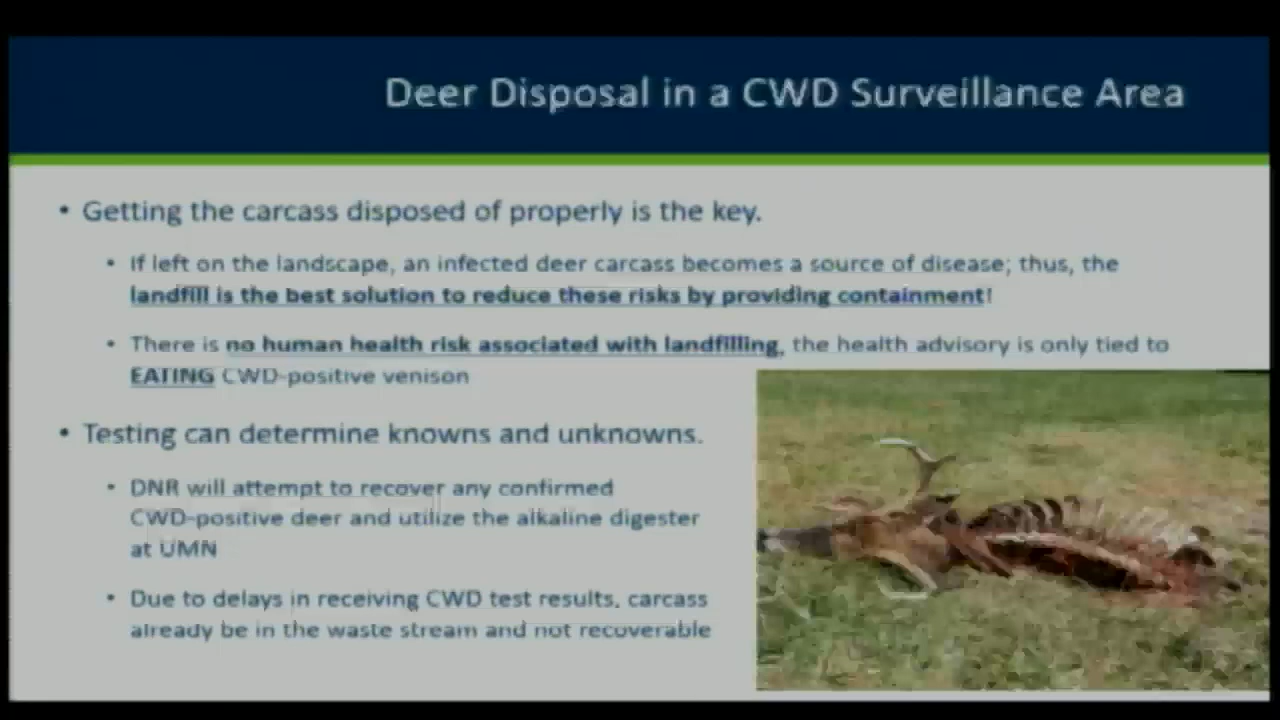 Deer Disposal in a CWD Surveillance Area
• Getting the carcass disposed of properly is the key.
• If left on the landscape, an infected deer carcass becomes a source of disease; thus, the
landfill is the best solution to reduce these risks by providing containment!
• There is no human health risk associated with landfilling, the health advisory is only tied to
EATING CWD-positive venison
• Testing can determine knowns and unknowns.
• DNR will attempt to recover any confirmed
CWD-positive deer and utilize the alkaline digester
at UMN
• Due to delays in receiving CWD test results, carcass
already be in the waste stream and not recoverable